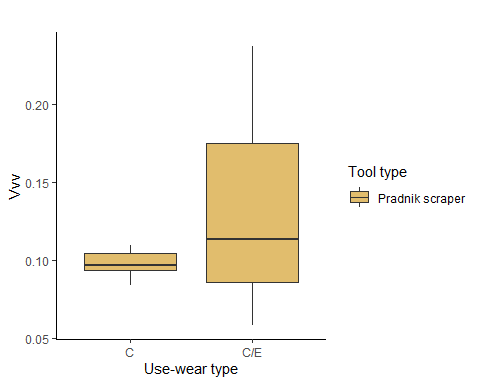 Vvv
0.20
0.15
0.10
0.05
C
C/E
Use-wear type
Tool type
Pradnik scraper